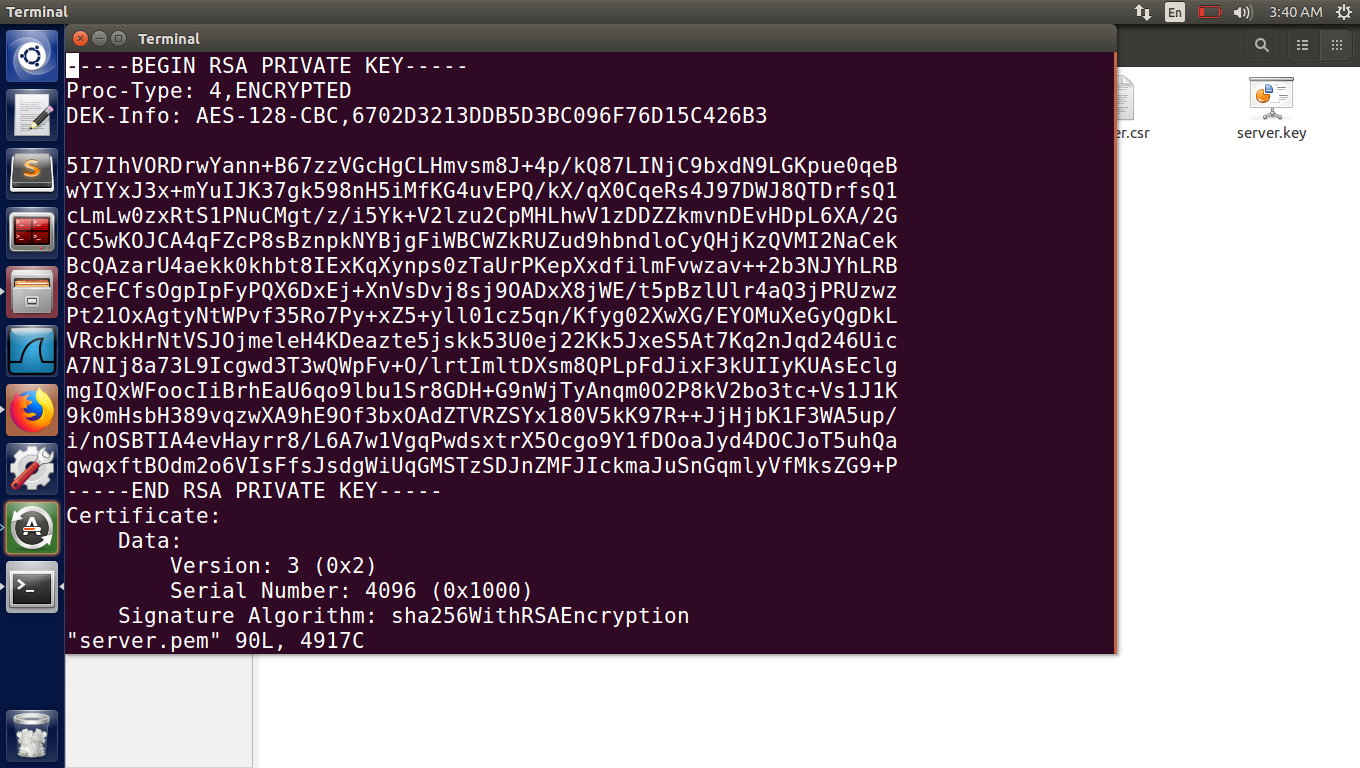 Terminal
En
3:40 AM
Terminal
-----BEGIN RSA PRIVATE KEY-----
Proc-Type: 4,ENCRYPTED
DEK-Info: AES-128-CBC,6702D3213DDB5D3BC096F76D15C426B3
5I7IhVORDrwYann+B67zzVGcHgCLHmvsm8J+4p/kQ87LINjC9bxdN9LGKpue0qeB
wYIYxJ3x+mYuIJK37gk598nH5iMfKG4uvEPQ/kX/qX0CqeRs4J97DWJ8QTDrfsQ1
cLmLw0zxRtS1PNuCMgt/z/i5Yk+V2lzu2CpMHLhwV1zDDZZkmvnDEvHDpL6XA/2G
CC5wKOJCA4qFZcP8sBznpkNYBjgFiWBCWZkRUZud9hbndloCyQHjKzQVMI2NaCek
BcQAzarU4aekk0khbt8IExKqXynps0zTaUrPKepXxdfilmFvwzav++2b3NJYhLRB
8ceFCfsOgpIpFyPQX6DxEj+XnVsDvj8sj9OADxX8jWE/t5pBzlUlr4aQ3jPRUzwz
Pt21OxAgtyNtWPvf35Ro7Py+xZ5+yll01cz5qn/Kfyg02XwXG/EYOMuXeGyQgDkL
VRcbkHrNtVSJOjmeleH4KDeazte5jskk53U0ej22Kk5JxeS5At7Kq2nJqd246Uic
A7NIj8a73L9Icgwd3T3wQWpFv+O/lrtImltDXsm8QPLpFdJixF3kUIIyKUAsEclg
mgIQxWFoocIiBrhEaU6qo9lbu1Sr8GDH+G9nWjTyAnqm0O2P8kV2bo3tc+Vs1J1K
9k0mHsbH389vqzwXA9hE9Of3bxOAdZTVRZSYx180V5kK97R++JjHjbK1F3WA5up/
i/nOSBTIA4evHayrr8/L6A7w1VgqPwdsxtrX5Ocgo9Y1fDOoaJyd4DOCJoT5uhQa
qwqxftBOdm2o6VIsFfsJsdgWiUqGMSTzSDJnZMFJIckmaJuSnGqmlyVfMksZG9+P
-----END RSA PRIVATE KEY-----
Certificate:
Data:
Version: 3 (0x2)
Serial Number: 4096 (0x1000)
Signature Algorithm: sha256WithRSAEncryption
"server.pem" 90L, 4917C
er.csr
server.key